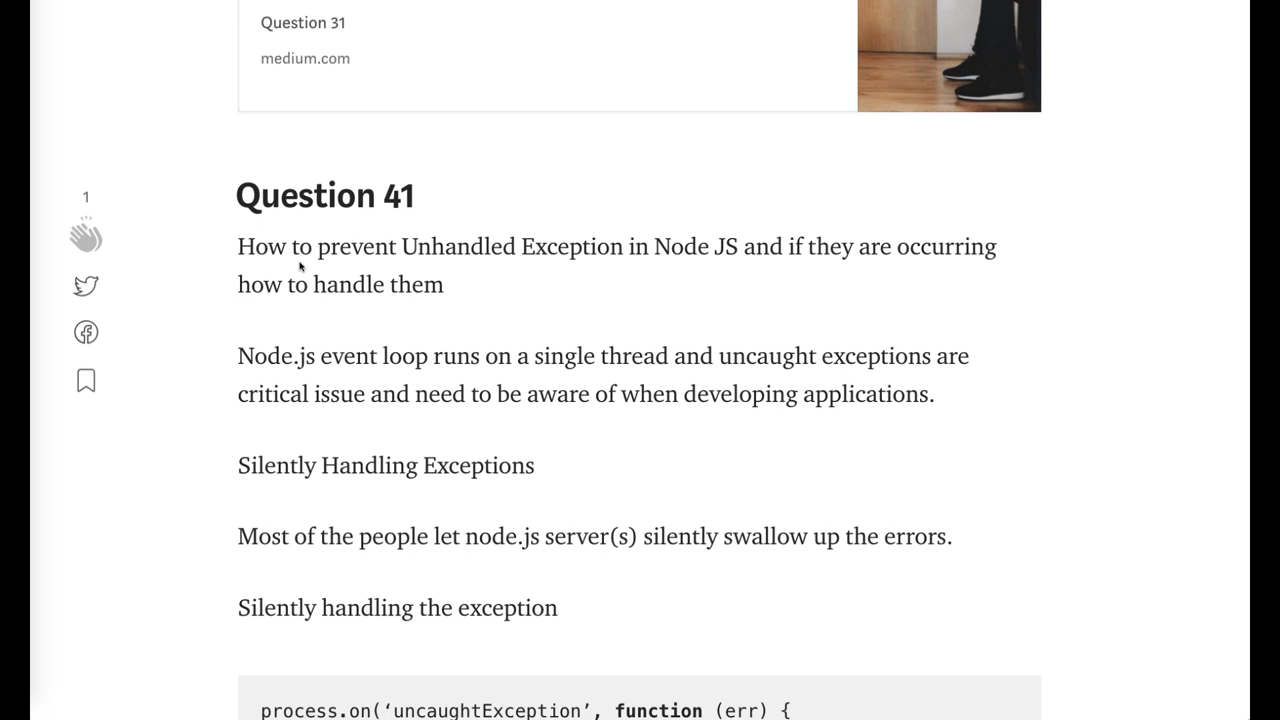 Question 31
medium.com
1
Question 41
How to prevent Unhandled Exception in Node JS and if they are occurring
how to handle them
Node.js event loop runs on a single thread and uncaught exceptions are
critical issue and need to be aware of when developing applications.
Silently Handling Exceptions
Most of the people let node.js server(s) silently swallow up the errors.
Silently handling the exception
process.on(‘uncaughtException’, function (err) {